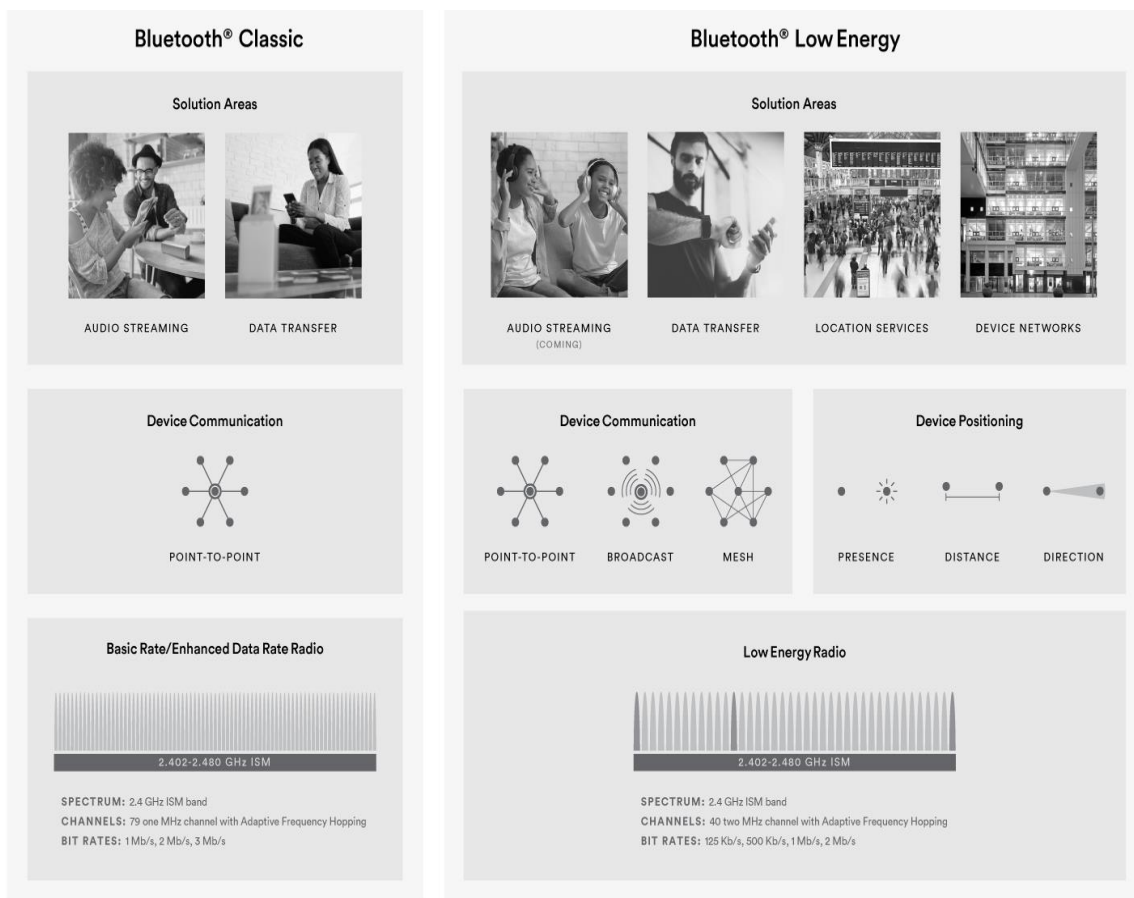 Bluetooth® Classic
Solution Areas
AUDIO STREAMING
DATA TRANSFER
Device Communication
POINT-TO-POINT
Basic Rate/Enhanced Data Rate Radio
2.402-2.480 GHz ISM
SPECTRUM: 2.4 GHz ISM band
CHANNELS: 79 one MHz channel with Adaptive Frequency Hopping
BIT RATES: 1 Mb/s, 2 Mb/s, 3 Mb/s
Bluetooth® Low Energy
Solution Areas
AUDIO STREAMING
(COMING)
DATA TRANSFER
LOCATION SERVICES
DEVICE NETWORKS
Device Communication
POINT-TO-POINT
BROADCAST
MESH
Device Positioning
PRESENCE
DISTANCE
DIRECTION
Low Energy Radio
2.402-2.480 GHz ISM
SPECTRUM: 2.4 GHz ISM band
CHANNELS: 40 two MHz channel with Adaptive Frequency Hopping
BIT RATES: 125 Kb/s, 500 Kb/s, 1 Mb/s, 2 Mb/s